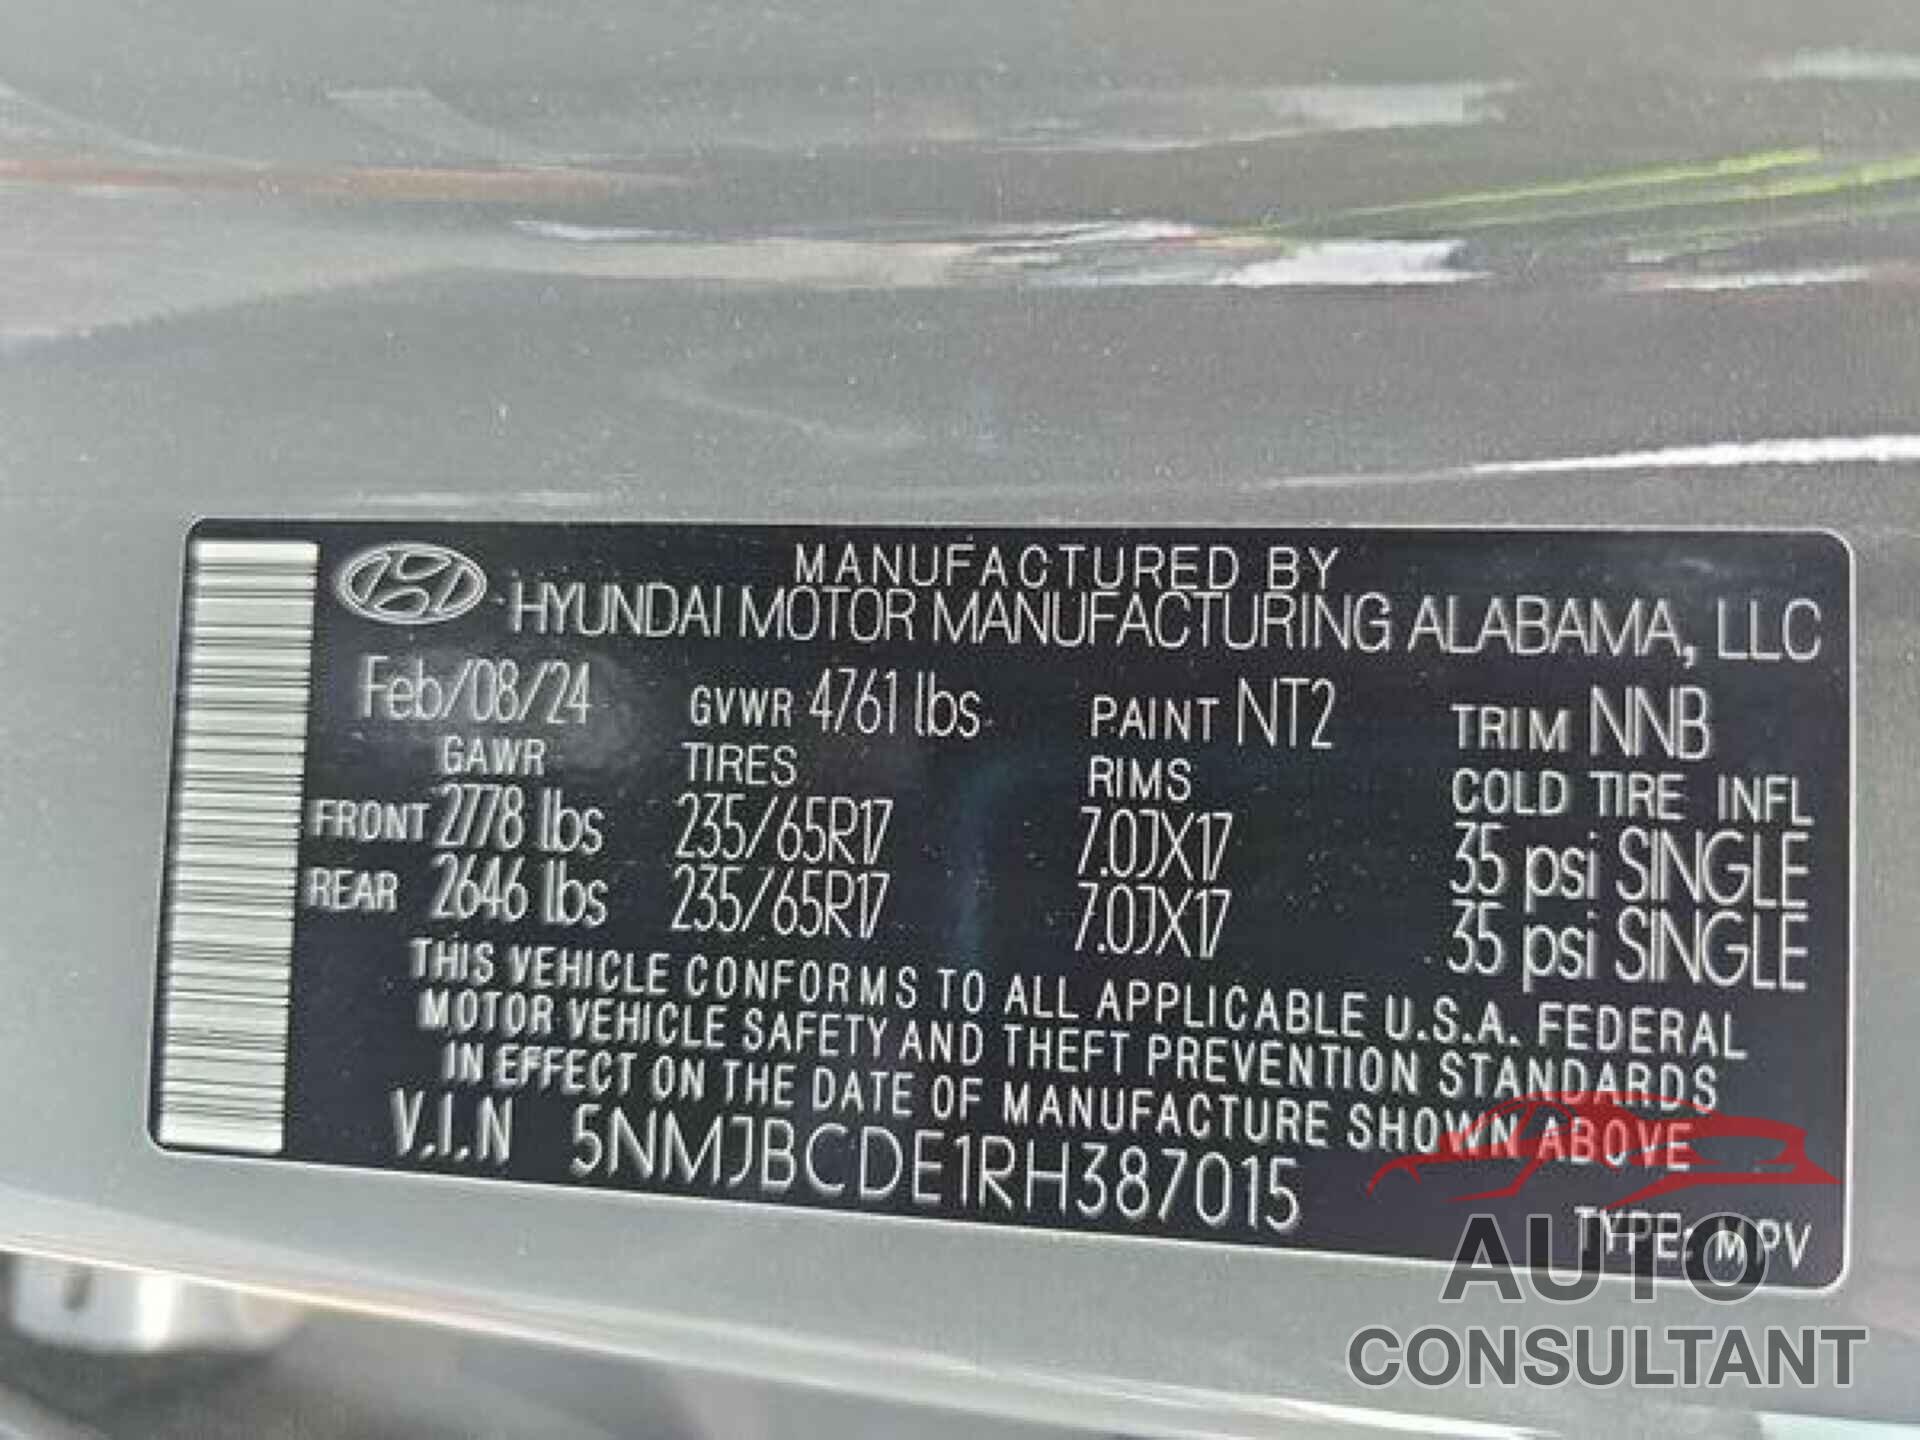 MANUFACTURED BY
HYUNDAI MOTOR MANUFACTURING ALABAMA, LLC
Feb/08/24 GVWR 4761 lbs PAINT NT2 TRIM NNB
GAWR TIRES RIMS COLD TIRE INFL
FRONT 2778 lbs 235/65R17 7.0JX17 35 psi SINGLE
REAR 2646 lbs 235/65R17 7.0JX17 35 psi SINGLE
THIS VEHICLE CONFORMS TO ALL APPLICABLE U.S.A. FEDERAL
MOTOR VEHICLE SAFETY AND THEFT PREVENTION STANDARDS
IN EFFECT ON THE DATE OF MANUFACTURE SHOWN ABOVE
V.I.N 5NMJBCDE1RH387015
TYPE: MPV
AUTO
CONSULTANT